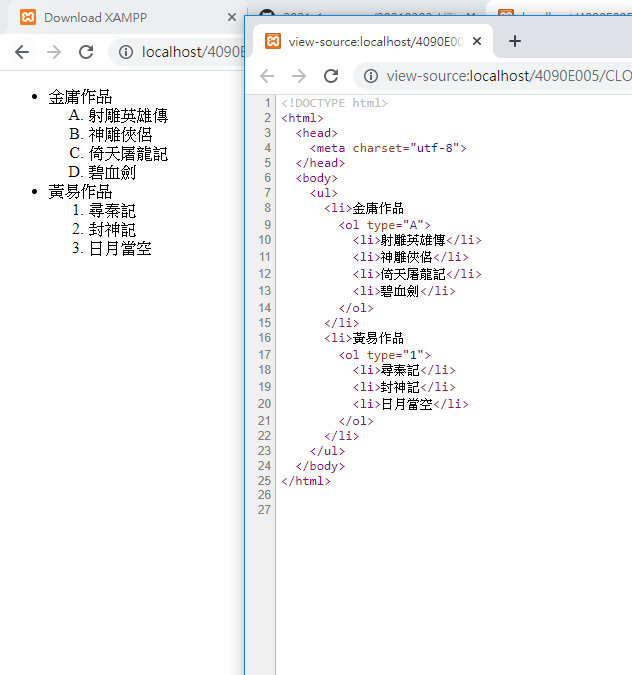 Download XAMPP
localhost/4090E
金庸作品
A. 射雕英雄傳
B. 神雕俠侶
C. 倚天屠龍記
D. 碧血劍
黃易作品
1. 尋秦記
2. 封神記
3. 日月當空
view-source:localhost/4090E00
view-source:localhost/4090E005/CLO
1 <!DOCTYPE html>
2 <html>
3 <head>
4 <meta charset="utf-8">
5 </head>
6 <body>
7 <ul>
8 <li>金庸作品
9 <ol type="A">
10 <li>射雕英雄傳</li>
11 <li>神雕俠侶</li>
12 <li>倚天屠龍記</li>
13 <li>碧血劍</li>
14 </ol>
15 </li>
16 <li>黃易作品
17 <ol type="1">
18 <li>尋秦記</li>
19 <li>封神記</li>
20 <li>日月當空</li>
21 </ol>
22 </li>
23 </ul>
24 </body>
25 </html>
26
27